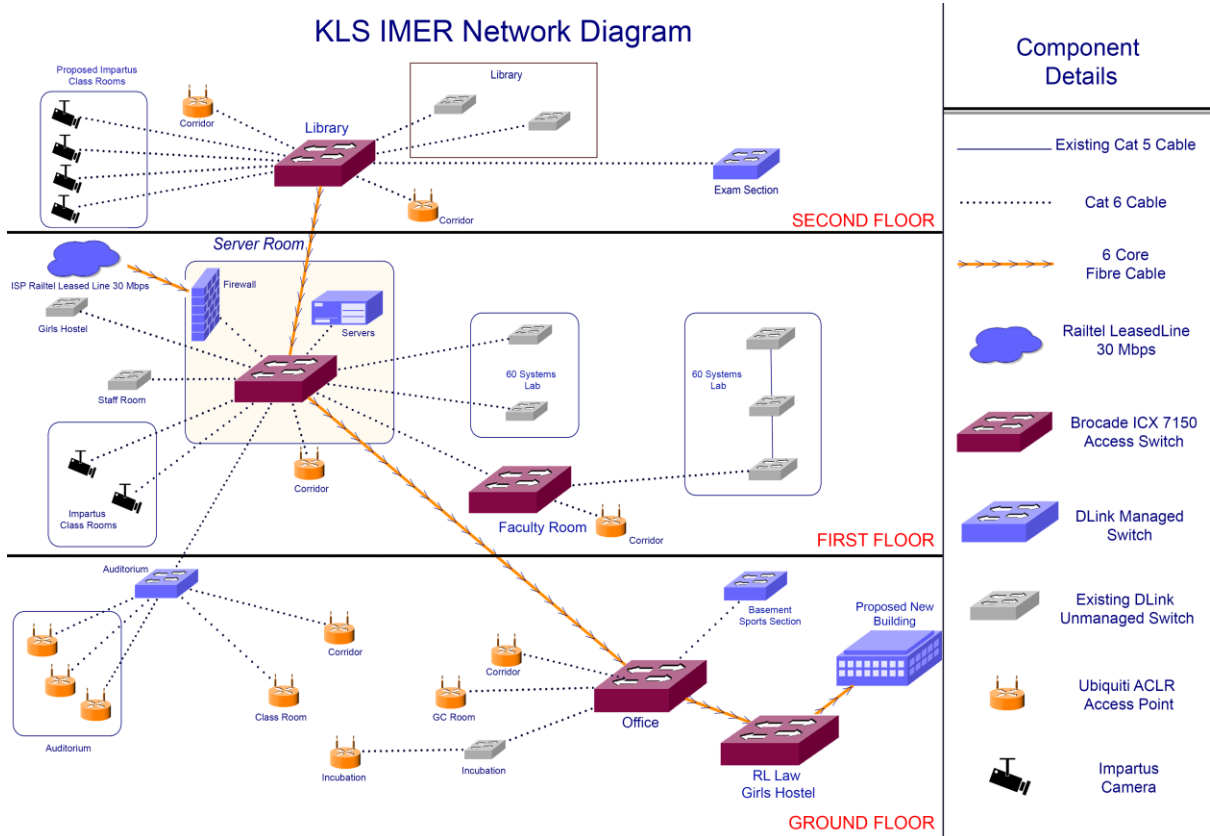 KLS IMER Network Diagram
Proposed Impartus
Class Rooms
Corridor
Library
Library
Exam Section
Corridor
SECOND FLOOR
Server Room
ISP Railtel Leased Line 30 Mbps
Firewall
Servers
Girls Hostel
Staff Room
60 Systems
Lab
60 Systems
Lab
Impartus
Class Rooms
Corridor
Faculty Room
Corridor
FIRST FLOOR
Auditorium
Corridor
Class Room
Auditorium
Basement
Sports Section
Proposed New
Building
Corridor
GC Room
Office
Incubation
Incubation
RL Law
Girls Hostel
GROUND FLOOR
Component
Details
Existing Cat 5 Cable
Cat 6 Cable
6 Core
Fibre Cable
Railtel LeasedLine
30 Mbps
Brocade ICX 7150
Access Switch
DLink Managed
Switch
Existing DLink
Unmanaged Switch
Ubiquiti ACLR
Access Point
Impartus
Camera